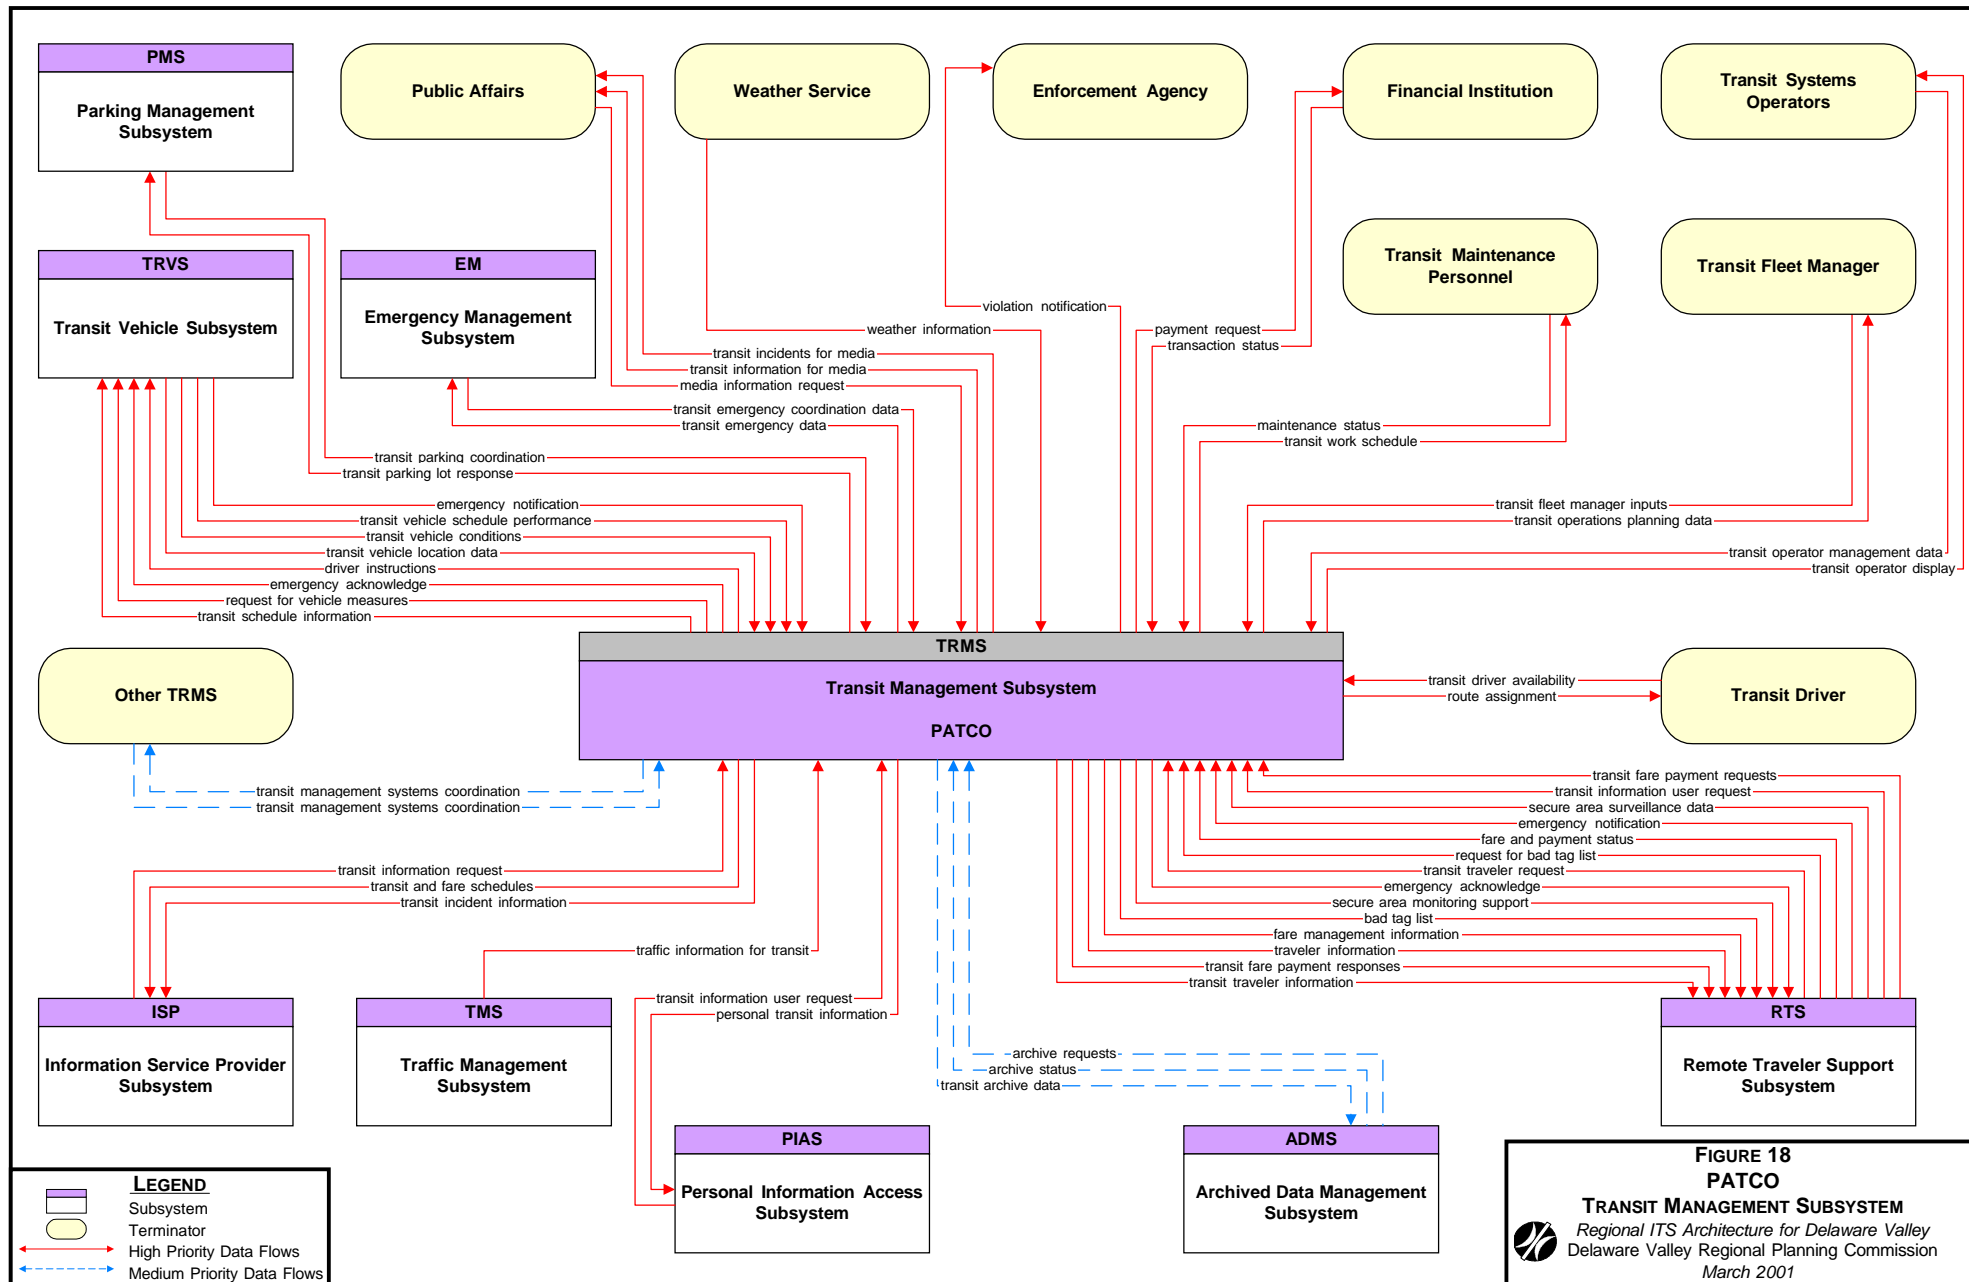 PMS
Parking Management
Subsystem
Public Affairs
Weather Service
Enforcement Agency
Financial Institution
Transit Systems
Operators
TRVS
Transit Vehicle Subsystem
EM
Emergency Management
Subsystem
Transit Maintenance
Personnel
Transit Fleet Manager
violation notification
weather information
payment request
transaction status
transit incidents for media
transit information for media
media information request
transit emergency coordination data
transit emergency data
maintenance status
transit work schedule
transit parking coordination
transit parking lot response
emergency notification
transit vehicle schedule performance
transit vehicle conditions
transit vehicle location data
driver instructions
emergency acknowledge
request for vehicle measures
transit schedule information
transit fleet manager inputs
transit operations planning data
transit operator management data
transit operator display
TRMS
Transit Management Subsystem
PATCO
Other TRMS
transit driver availability
route assignment
Transit Driver
transit management systems coordination
transit management systems coordination
transit fare payment requests
transit information user request
secure area surveillance data
emergency notification
fare and payment status
request for bad tag list
transit traveler request
emergency acknowledge
secure area monitoring support
bad tag list
fare management information
traveler information
transit fare payment responses
transit traveler information
transit information request
transit and fare schedules
transit incident information
traffic information for transit
transit information user request
personal transit information
archive requests
archive status
transit archive data
ISP
Information Service Provider
Subsystem
TMS
Traffic Management
Subsystem
RTS
Remote Traveler Support
Subsystem
PIAS
Personal Information Access
Subsystem
ADMS
Archived Data Management
Subsystem
LEGEND
Subsystem
Terminator
High Priority Data Flows
Medium Priority Data Flows
FIGURE 18
PATCO
TRANSIT MANAGEMENT SUBSYSTEM
Regional ITS Architecture for Delaware Valley
Delaware Valley Regional Planning Commission
March 2001